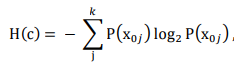 H(c) = − ∑_{j}^{k} P(x_{0j}) log₂ P(x_{0j}) ,